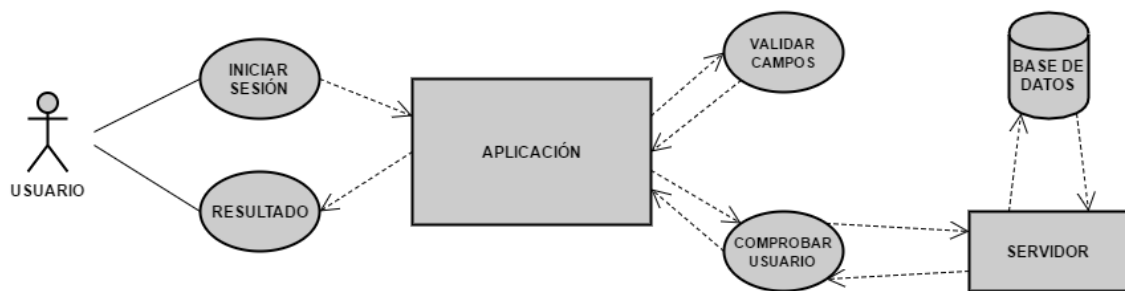 INICIAR
SESIÓN
VALIDAR
CAMPOS
BASE DE
DATOS
APLICACIÓN
USUARIO
RESULTADO
COMPROBAR
USUARIO
SERVIDOR